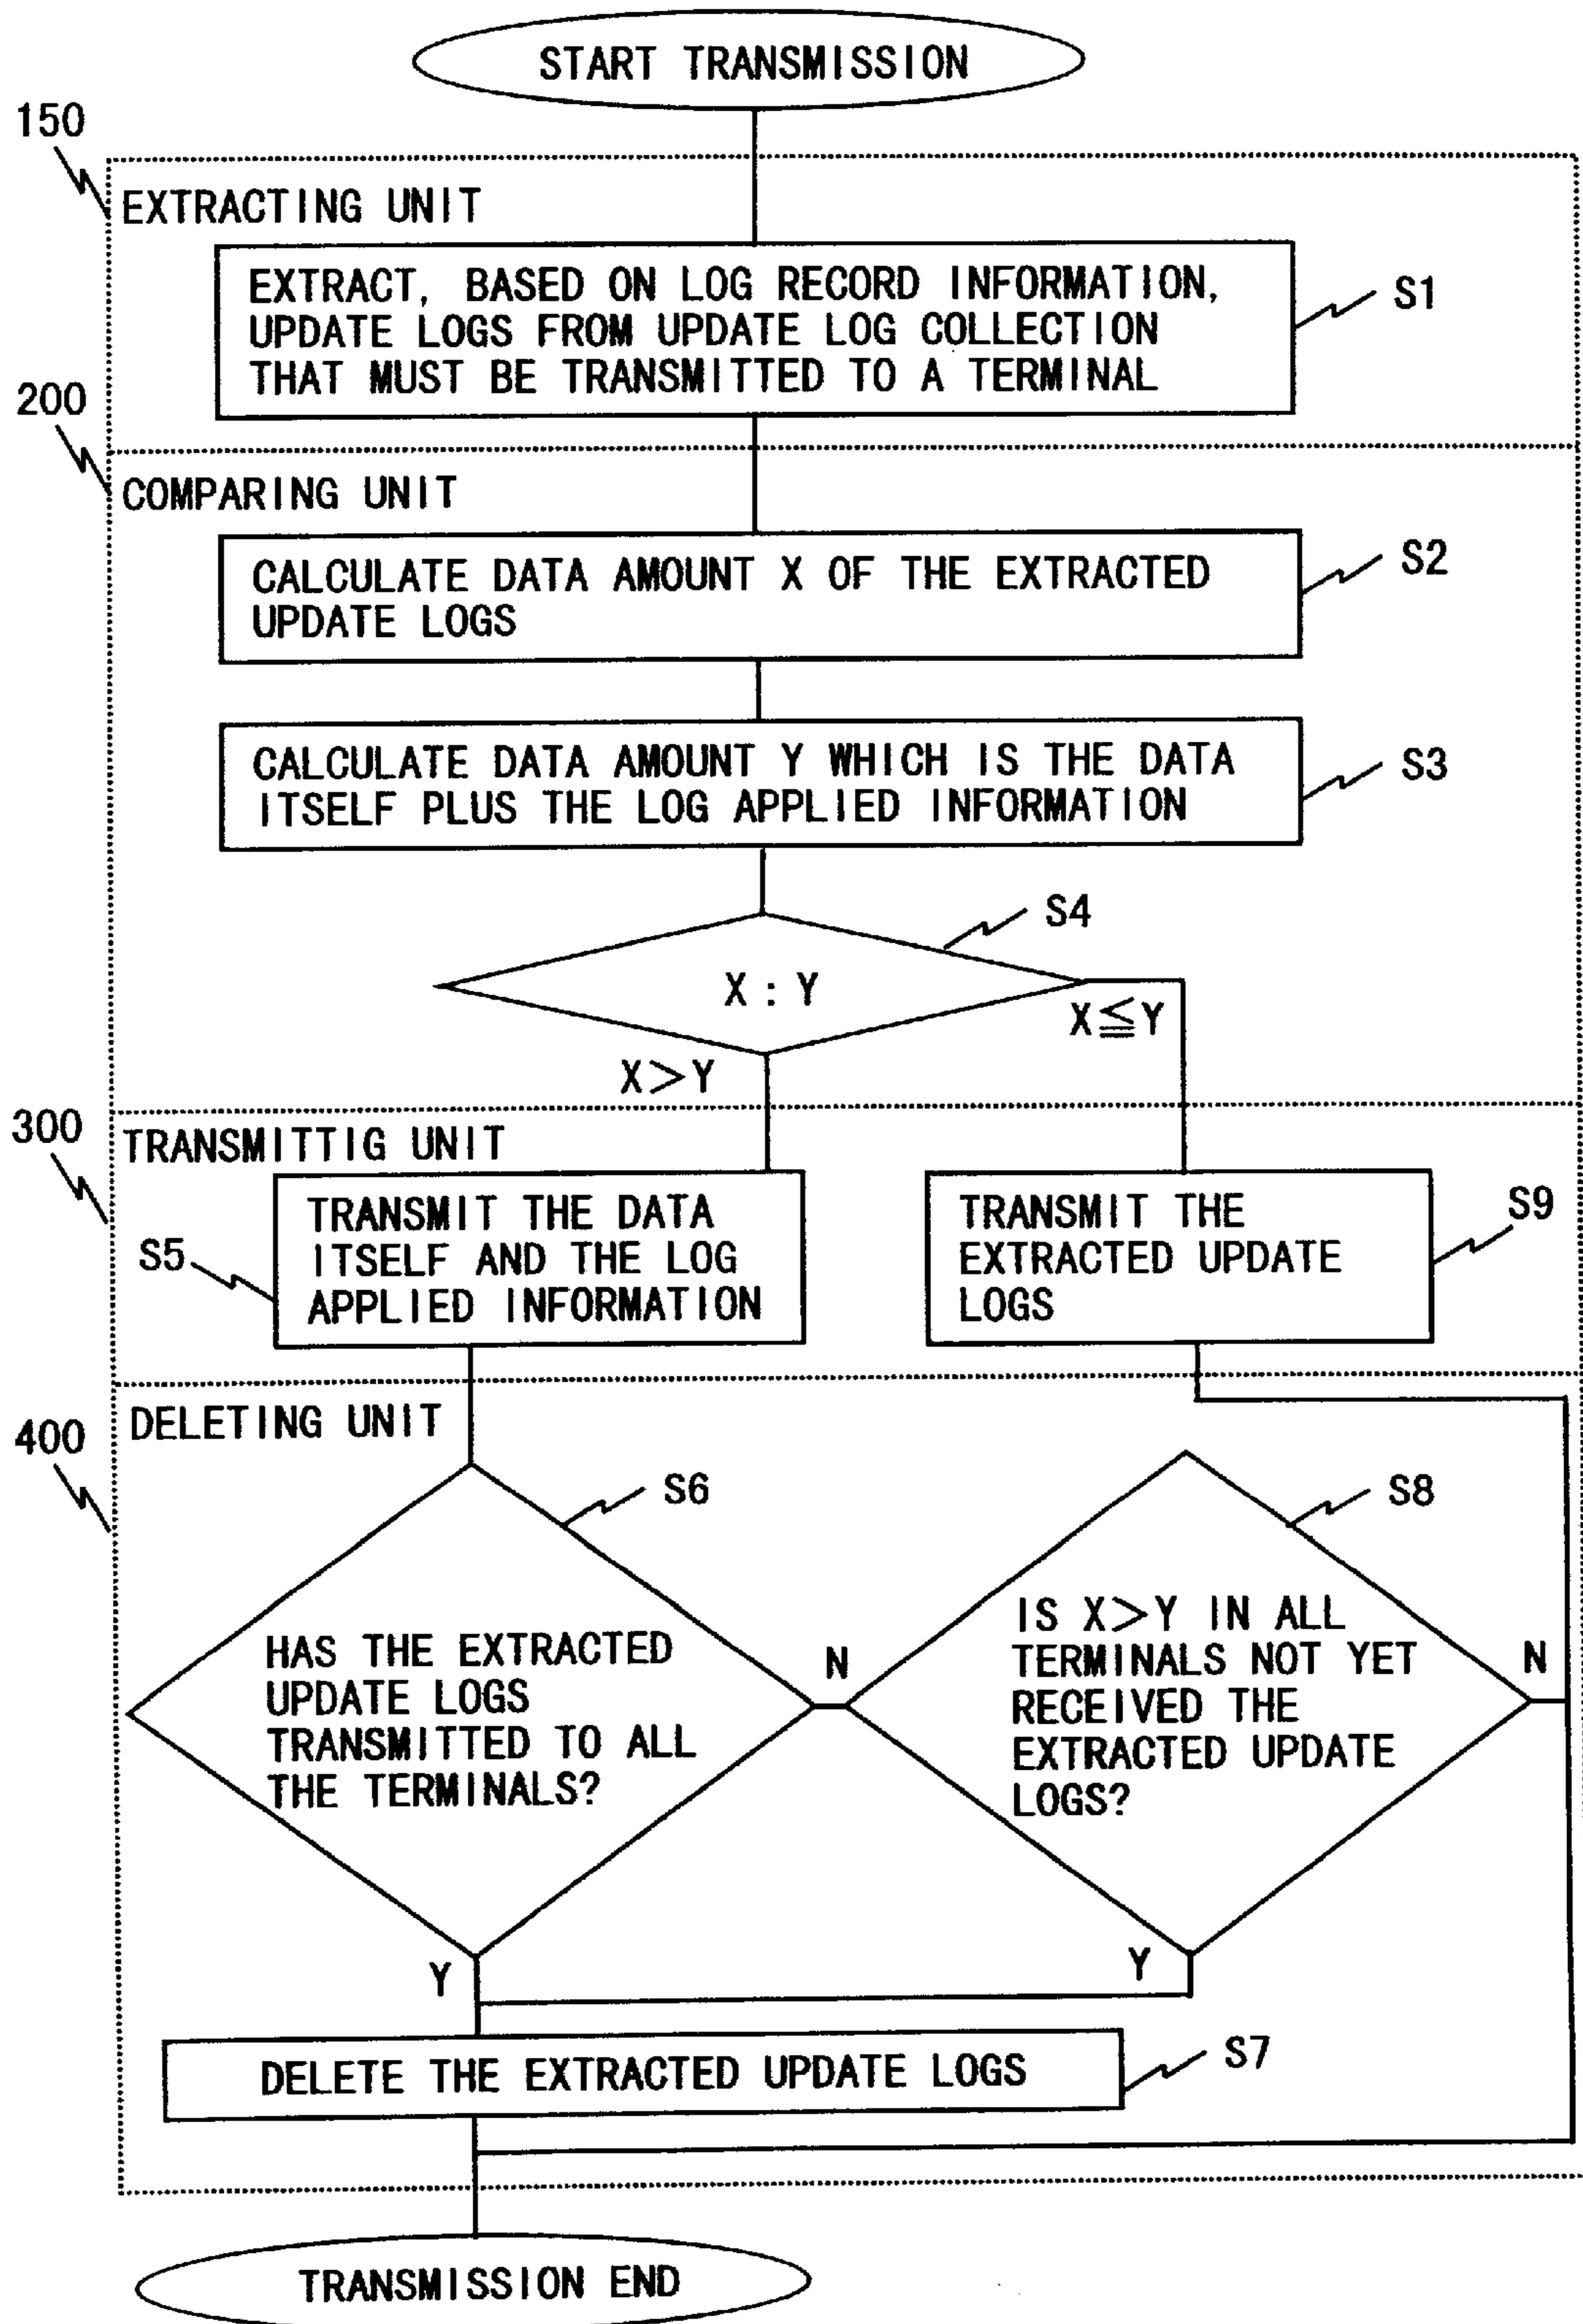 START TRANSMISSION
150
EXTRACTING UNIT
EXTRACT, BASED ON LOG RECORD INFORMATION,
UPDATE LOGS FROM UPDATE LOG COLLECTION
THAT MUST BE TRANSMITTED TO A TERMINAL
S1
200
COMPARING UNIT
CALCULATE DATA AMOUNT X OF THE EXTRACTED
UPDATE LOGS
S2
CALCULATE DATA AMOUNT Y WHICH IS THE DATA
ITSELF PLUS THE LOG APPLIED INFORMATION
S3
S4
X : Y
X≦Y
X>Y
300
TRANSMITTIG UNIT
TRANSMIT THE DATA
ITSELF AND THE LOG
APPLIED INFORMATION
S5
TRANSMIT THE
EXTRACTED UPDATE
LOGS
S9
400
DELETING UNIT
S6
HAS THE EXTRACTED
UPDATE LOGS
TRANSMITTED TO ALL
THE TERMINALS?
N
S8
IS X>Y IN ALL
TERMINALS NOT YET
RECEIVED THE
EXTRACTED UPDATE
LOGS?
N
Y
Y
DELETE THE EXTRACTED UPDATE LOGS
S7
TRANSMISSION END